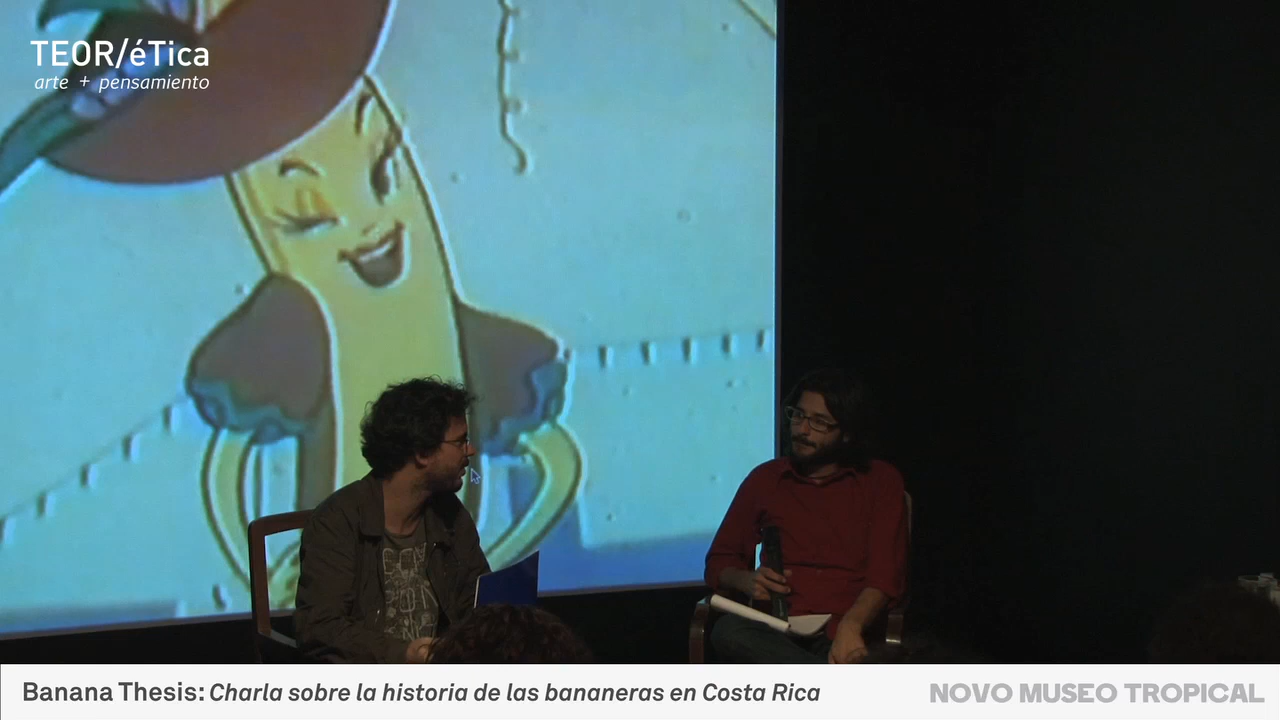 TEOR/éTica
arte + pensamiento
Banana Thesis: Charla sobre la historia de las bananeras en Costa Rica
NOVO MUSEO TROPICAL